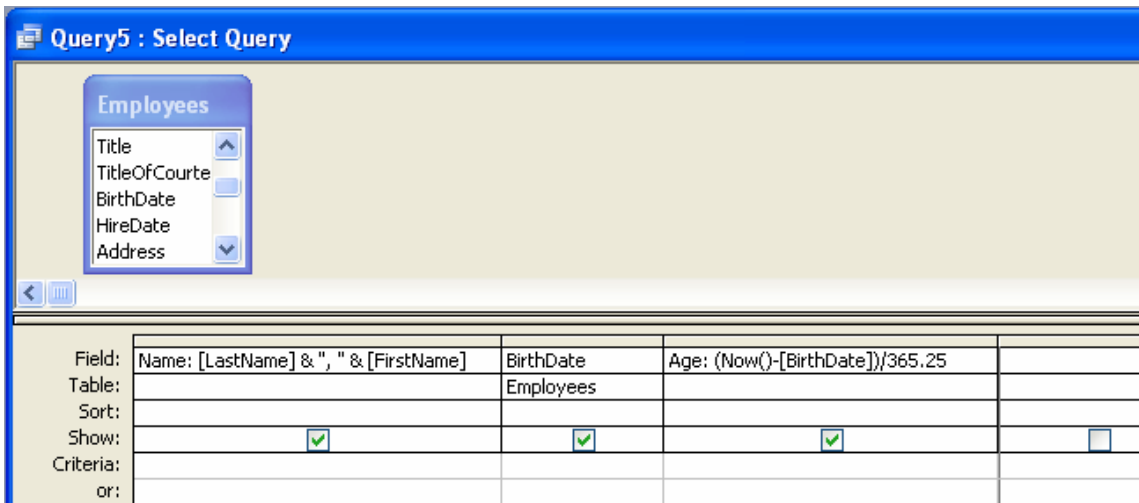 Query5 : Select Query
Employees
Title
TitleOfCourte
BirthDate
HireDate
Address
Field: Name: [LastName] & ", " & [FirstName] BirthDate Age: (Now()-[BirthDate])/365.25
Table: Employees
Sort:
Show:
Criteria:
or: